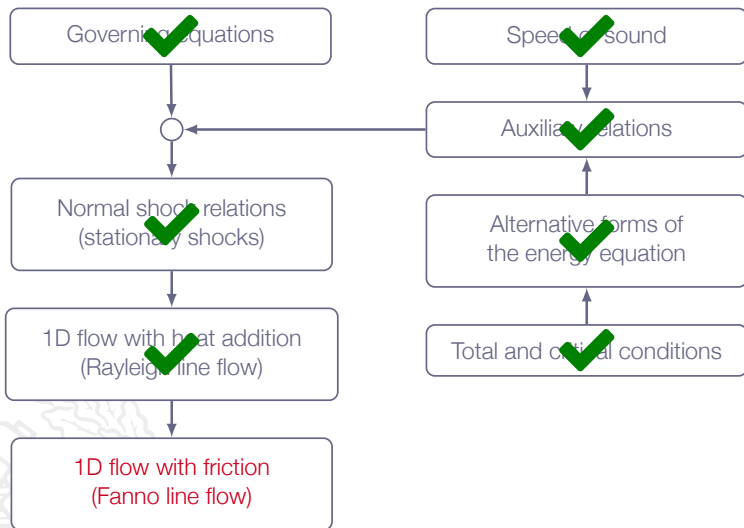 Governing equations
Speed of sound
Auxiliary relations
Normal shock relations
(stationary shocks)
Alternative forms of
the energy equation
1D flow with heat addition
(Rayleigh line flow)
Total and critical conditions
1D flow with friction
(Fanno line flow)